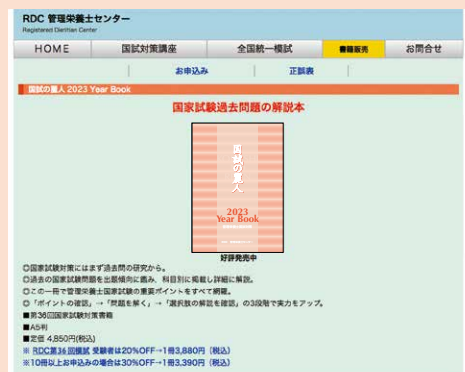 RDC 管理栄養士センター
Registered Dietitian Center
HOME 国試対策講座 全国統一模試 書籍販売 お問合せ
お申込み 正誤表
国試の重人 2023 Year Book
国家試験過去問題の解説本
国試の重人
2023
Year Book
好評発売中
◎国家試験対策にはまず過去問の研究から。
◎過去の国家試験問題を出題傾向に鑑み、科目別に掲載し詳細に解説。
◎この一冊で管理栄養士国家試験の重要ポイントをすべて網羅。
◎「ポイントの確認」→「問題を解く」→「選択肢の解説を確認」の3段階で実力をアップ。
■第36回国家試験対策書籍
■A5判
■定価 4,850円(税込)
※ RDC第36回模試 受験者は20%OFF→1冊3,880円（税込）
※10冊以上お申込みの場合は30%OFF→1冊3,390円（税込）